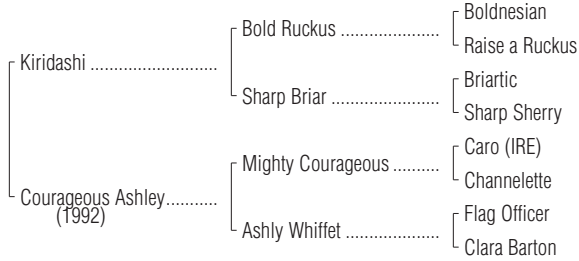 Boldnesian
Bold Ruckus ......................
Raise a Ruckus
Kiridashi ............................
Briartic
Sharp Briar ........................
Sharp Sherry
Caro (IRE)
Mighty Courageous ..........
Channelette
Courageous Ashley...........
(1992)
Flag Officer
Ashly Whiffet .....................
Clara Barton